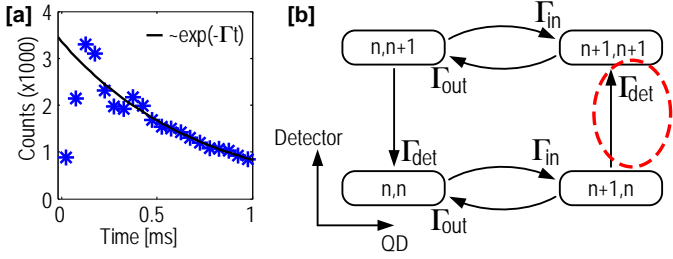 [a]
~exp(-Γt)
Counts (x1000)
4
3
2
1
0
0
0.5
1
Time [ms]
[b]
Γin
n,n+1
n+1,n+1
Γout
Γdet
Detector
Γdet
Γin
n,n
n+1,n
Γout
QD